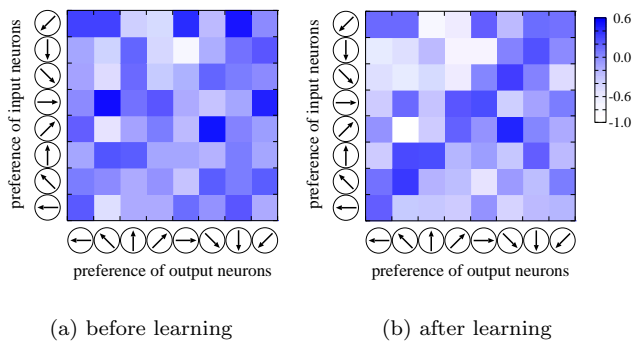 preference of input neurons
preference of output neurons
(a) before learning
preference of input neurons
preference of output neurons
(b) after learning
0.6
0.0
-0.6
-1.0